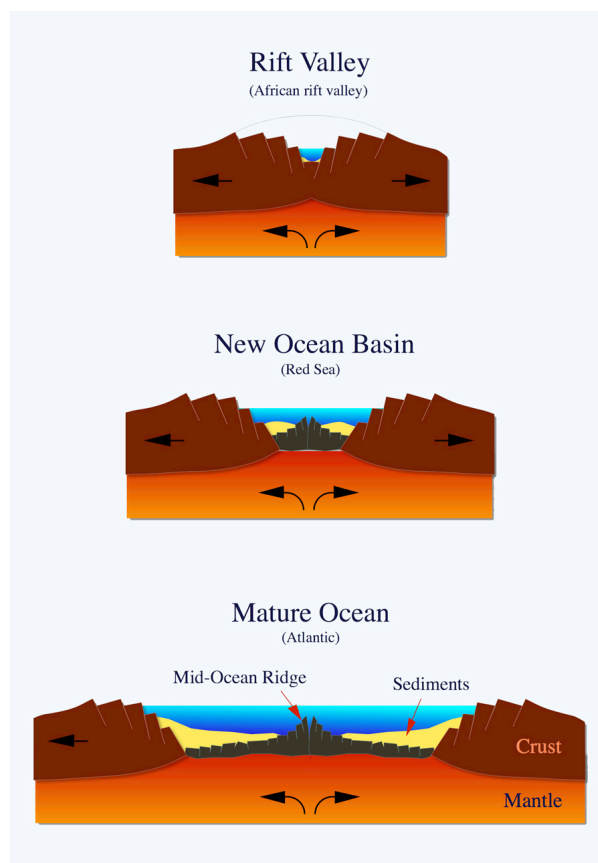 Rift Valley
(African rift valley)
New Ocean Basin
(Red Sea)
Mature Ocean
(Atlantic)
Mid-Ocean Ridge
Sediments
Crust
Mantle